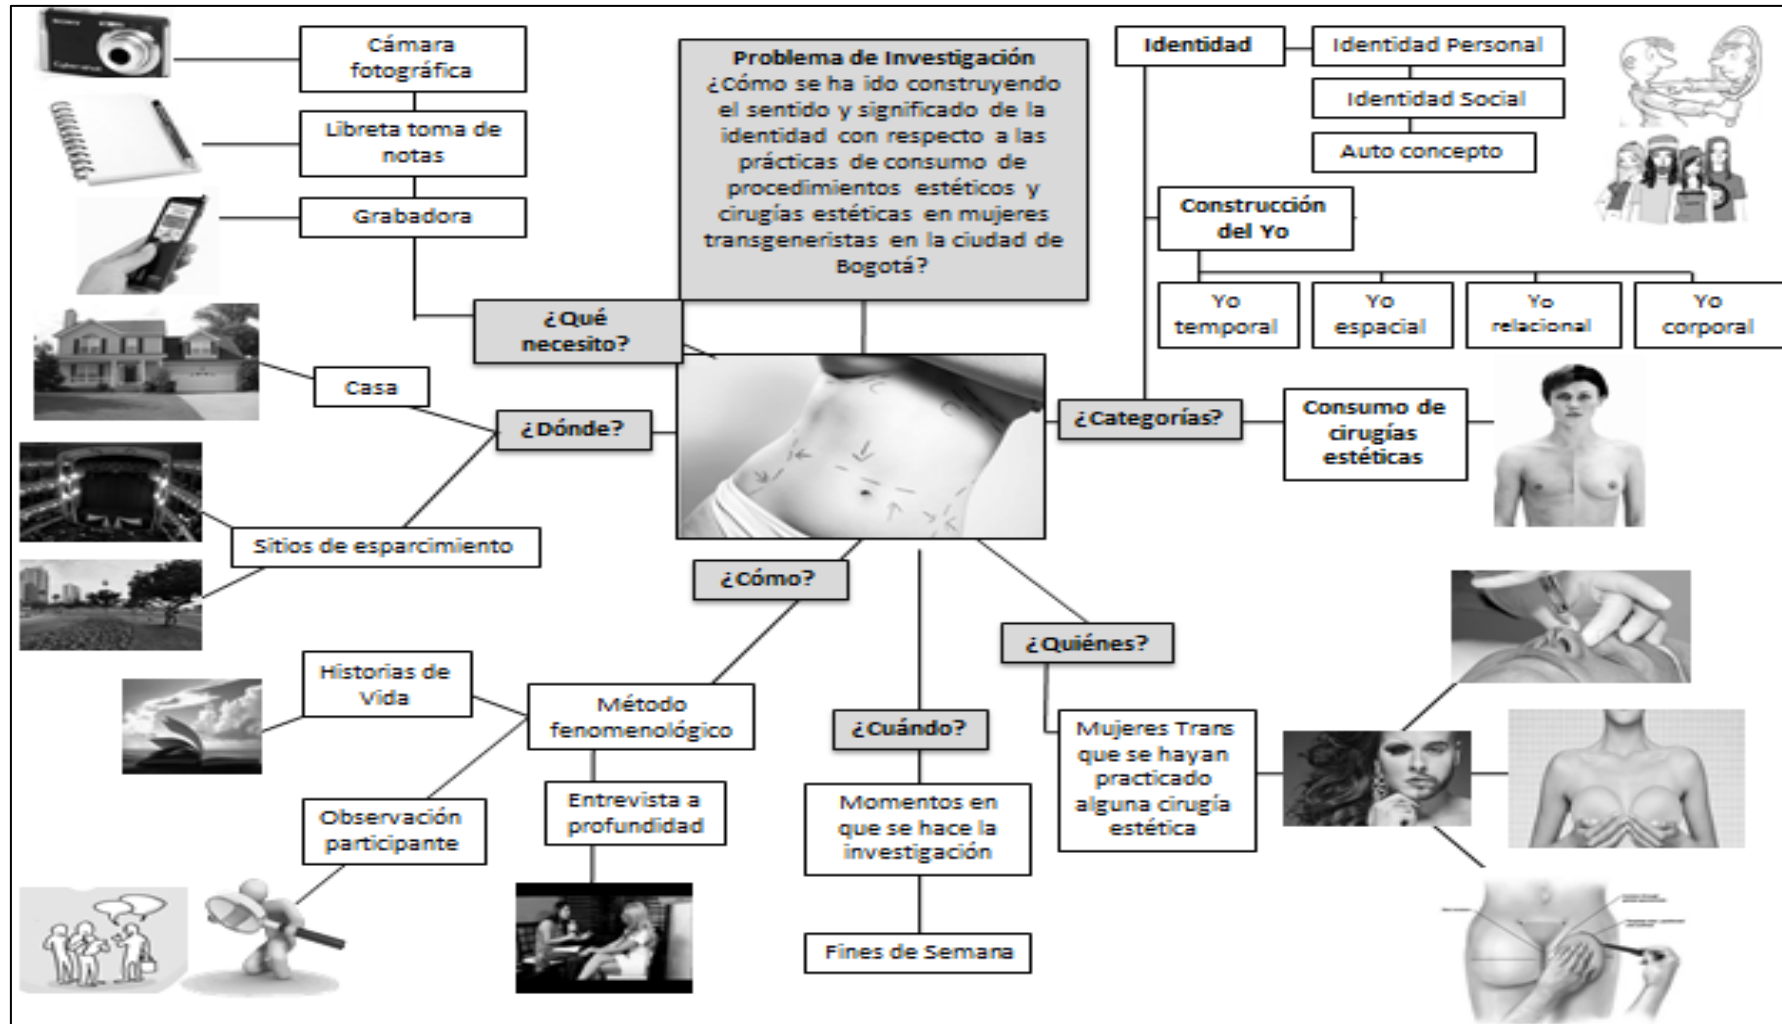 SONY
Cyber-shot
Cámara
fotográfica
Libreta toma de
notas
Grabadora
¿Qué
necesito?
Casa
¿Dónde?
Sitios de esparcimiento
Problema de Investigación
¿Cómo se ha ido construyendo
el sentido y significado de la
identidad con respecto a las
prácticas de consumo de
procedimientos estéticos y
cirugías estéticas en mujeres
transgeneristas en la ciudad de
Bogotá?
Identidad
Identidad Personal
Identidad Social
Auto concepto
Construcción
del Yo
Yo
temporal
Yo
espacial
Yo
relacional
Yo
corporal
¿Categorías?
Consumo de
cirugías
estéticas
¿Cómo?
Historias de
Vida
Método
fenomenológico
Observación
participante
Entrevista a
profundidad
¿Cuándo?
Momentos en
que se hace la
investigación
Fines de Semana
¿Quiénes?
Mujeres Trans
que se hayan
practicado
alguna cirugía
estética